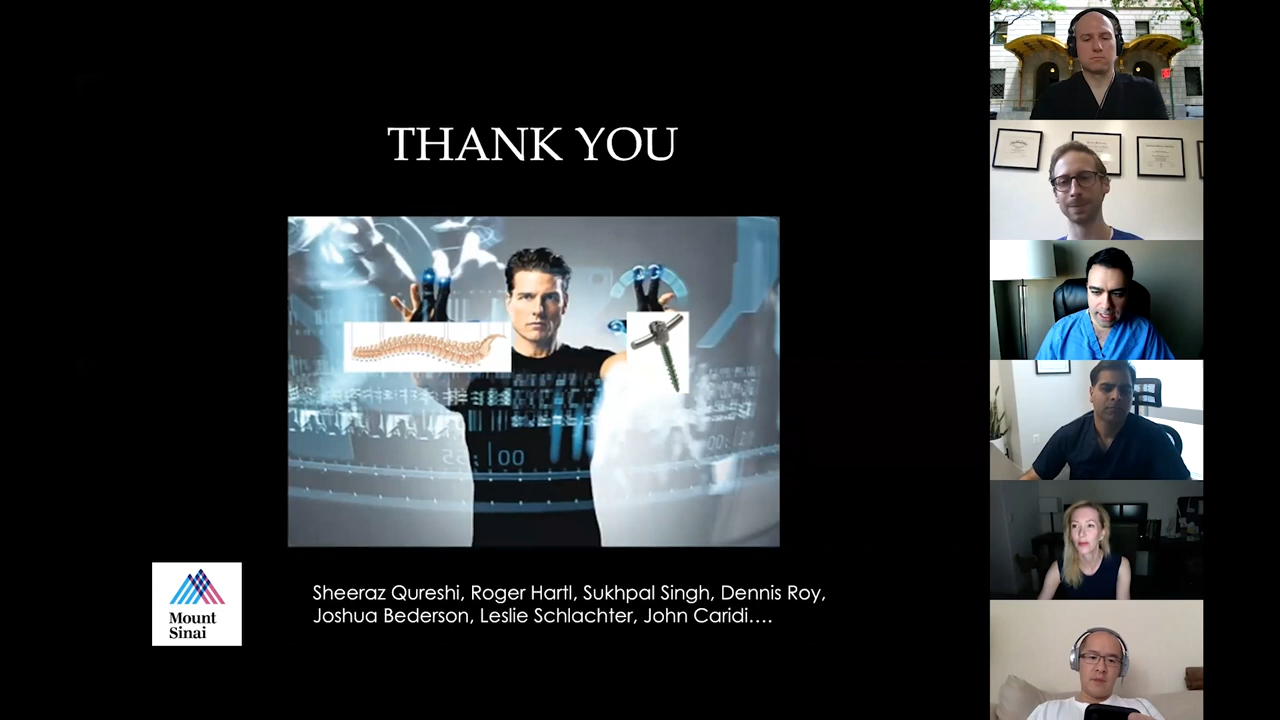 THANK YOU
Sheeraz Qureshi, Roger Hartl, Sukhpal Singh, Dennis Roy,
Joshua Bederson, Leslie Schlachter, John Caridi....
Mount
Sinai